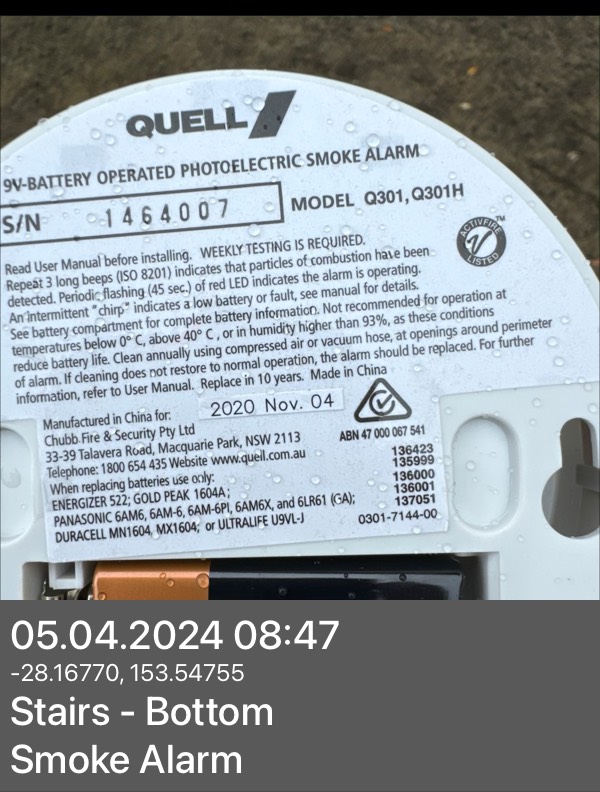 QUELL
9V-BATTERY OPERATED PHOTOELECTRIC SMOKE ALARM
S/N 1464007
MODEL Q301, Q301H
ACTIVFIRE
LISTED
TM
Read User Manual before installing. WEEKLY TESTING IS REQUIRED.
Repeat 3 long beeps (ISO 8201) indicates that particles of combustion have been
detected. Periodic flashing (45 sec.) of red LED indicates the alarm is operating.
An intermittent "chirp" indicates a low battery or fault, see manual for details.
See battery compartment for complete battery information. Not recommended for operation at
temperatures below 0° C, above 40° C, or in humidity higher than 93%, as these conditions
reduce battery life. Clean annually using compressed air or vacuum hose, at openings around perimeter
of alarm. If cleaning does not restore to normal operation, the alarm should be replaced. For further
information, refer to User Manual. Replace in 10 years. Made in China
2020 Nov. 04
Manufactured in China for:
Chubb Fire & Security Pty Ltd
33-39 Talavera Road, Macquarie Park, NSW 2113
Telephone: 1800 654 435 Website www.quell.com.au
When replacing batteries use only:
ENERGIZER 522; GOLD PEAK 1604A;
PANASONIC 6AM6, 6AM-6, 6AM-6PI, 6AM6X, and 6LR61 (GA);
DURACELL MN1604, MX1604; or ULTRALIFE U9VL-J
ABN 47 000 067 541
136423
135999
136000
136001
137051
0301-7144-00
05.04.2024 08:47
-28.16770, 153.54755
Stairs - Bottom
Smoke Alarm